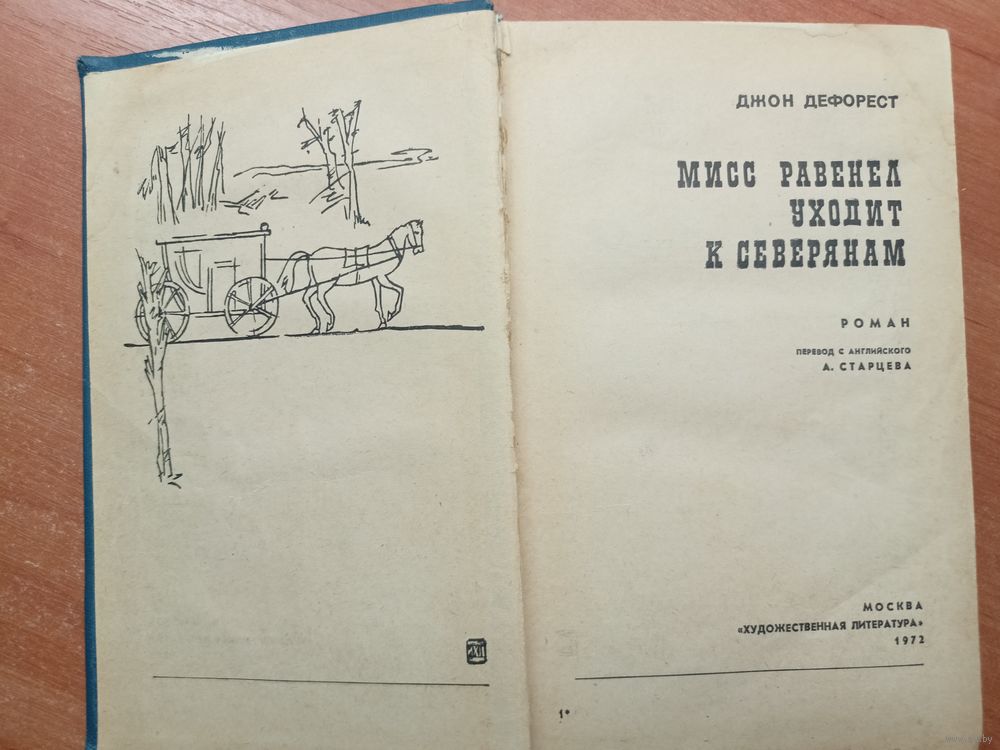 ДЖОН ДЕФОРЕСТ
МИСС РАВЕНЕЛ
УХОДИТ
К СЕВЕРЯНАМ
РОМАН
ПЕРЕВОД С АНГЛИЙСКОГО
А. СТАРЦЕВА
МОСКВА
«ХУДОЖЕСТВЕННАЯ ЛИТЕРАТУРА»
1972
1*